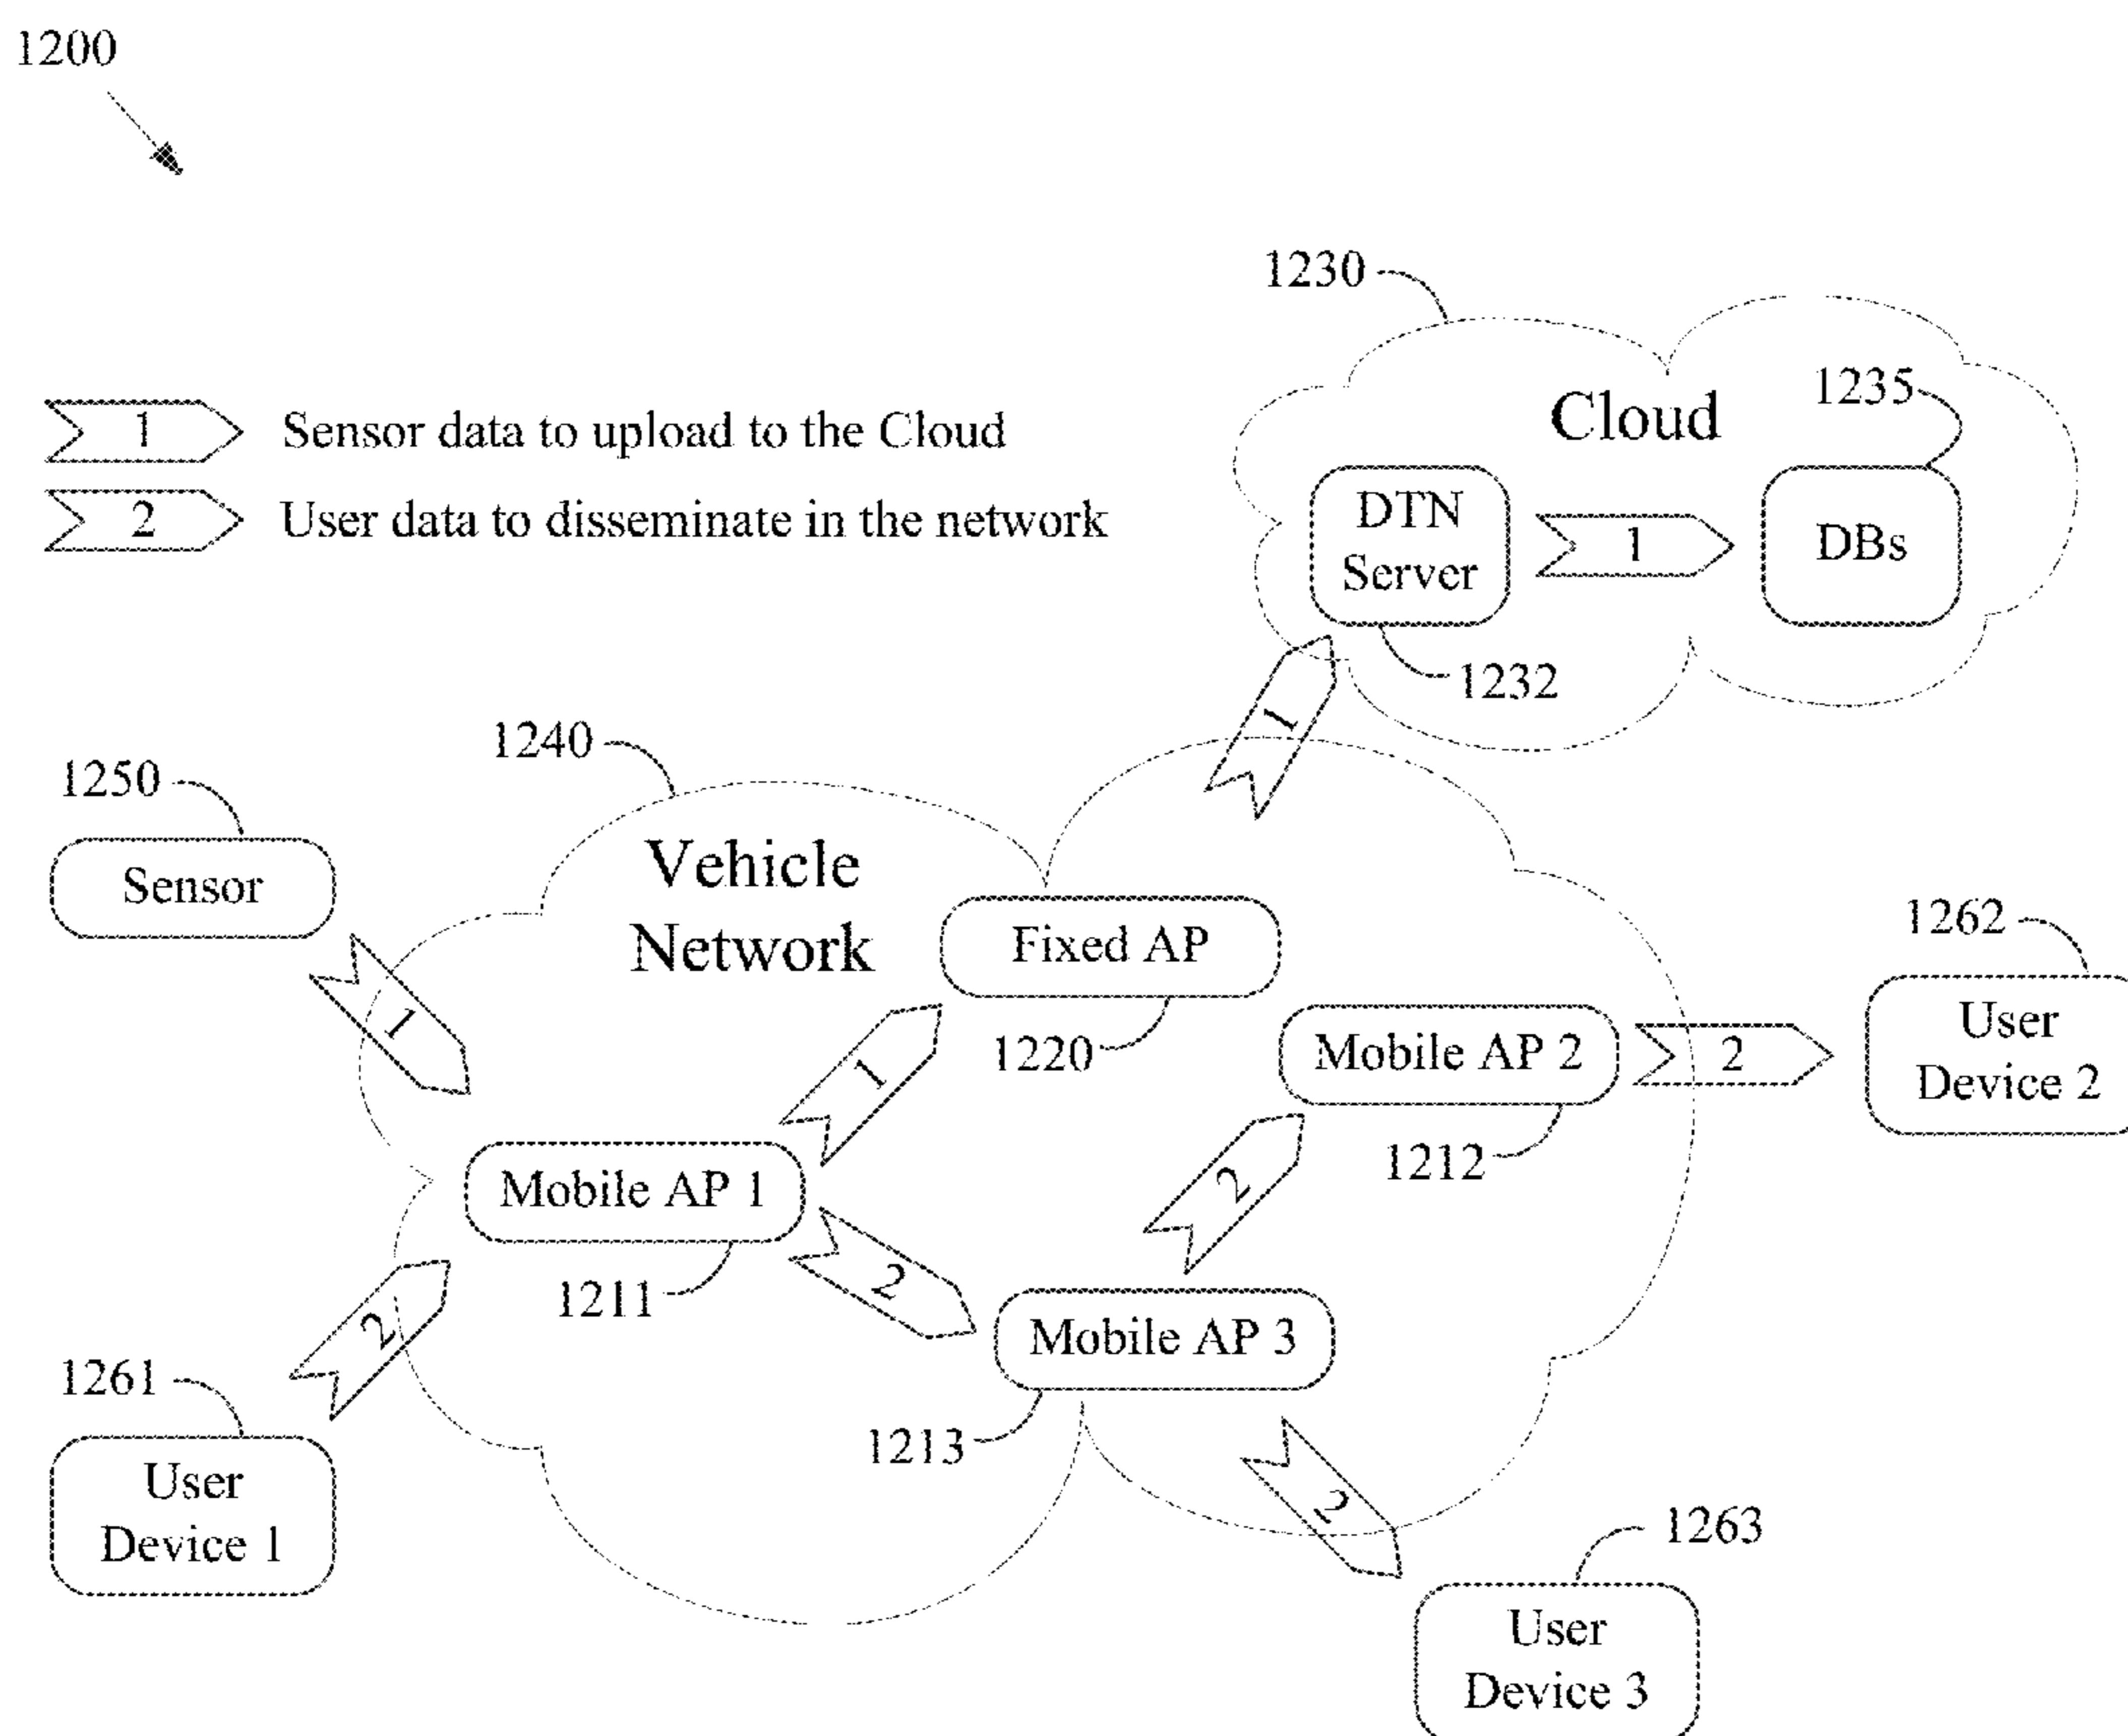 1200
1230
1235
Cloud
1 Sensor data to upload to the Cloud
2 User data to disseminate in the network
DTN
Server
1
DBs
1232
1
1240
1250
Vehicle
Network
Sensor
Fixed AP
1262
1
1
1220
Mobile AP 2
2
User
Device 2
1212
Mobile AP 1
2
1211
2
2
Mobile AP 3
1261
1213
User
Device 1
2
1263
User
Device 3